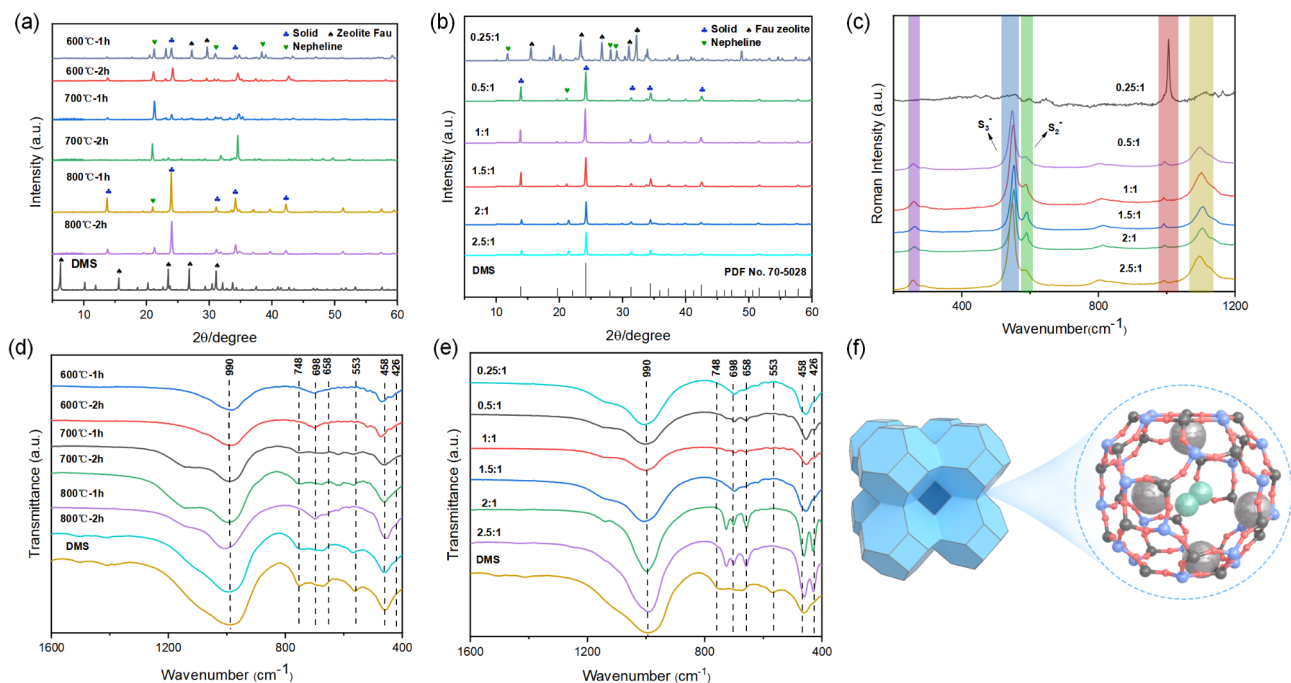 (a)
♣ Solid ♠ Zeolite Fau
♥ Nepheline
600℃-1h
600℃-2h
700℃-1h
700℃-2h
800℃-1h
800℃-2h
DMS
Intensity (a.u.)
0 10 20 30 40 50 60
2θ/degree
(b)
♣ Solid ♠ Fau zeolite
♥ Nepheline
0.25:1
0.5:1
1:1
1.5:1
2:1
2.5:1
DMS
PDF No. 70-5028
Intensity (a.u.)
0 10 20 30 40 50 60
2θ/degree
(c)
0.25:1
S₃⁻
S₂⁻
0.5:1
1:1
1.5:1
2:1
2.5:1
Roman Intensity (a.u.)
400 800 1200
Wavenumber(cm⁻¹)
(d)
990 748 698 658 553 458 426
600℃-1h
600℃-2h
700℃-1h
700℃-2h
800℃-1h
800℃-2h
DMS
Transmittance (a.u.)
1600 1200 800 400
Wavenumber (cm⁻¹)
(e)
990 748 698 658 553 458 426
0.25:1
0.5:1
1:1
1.5:1
2:1
2.5:1
DMS
Transmittance (a.u.)
1600 1200 800 400
Wavenumber (cm⁻¹)
(f)